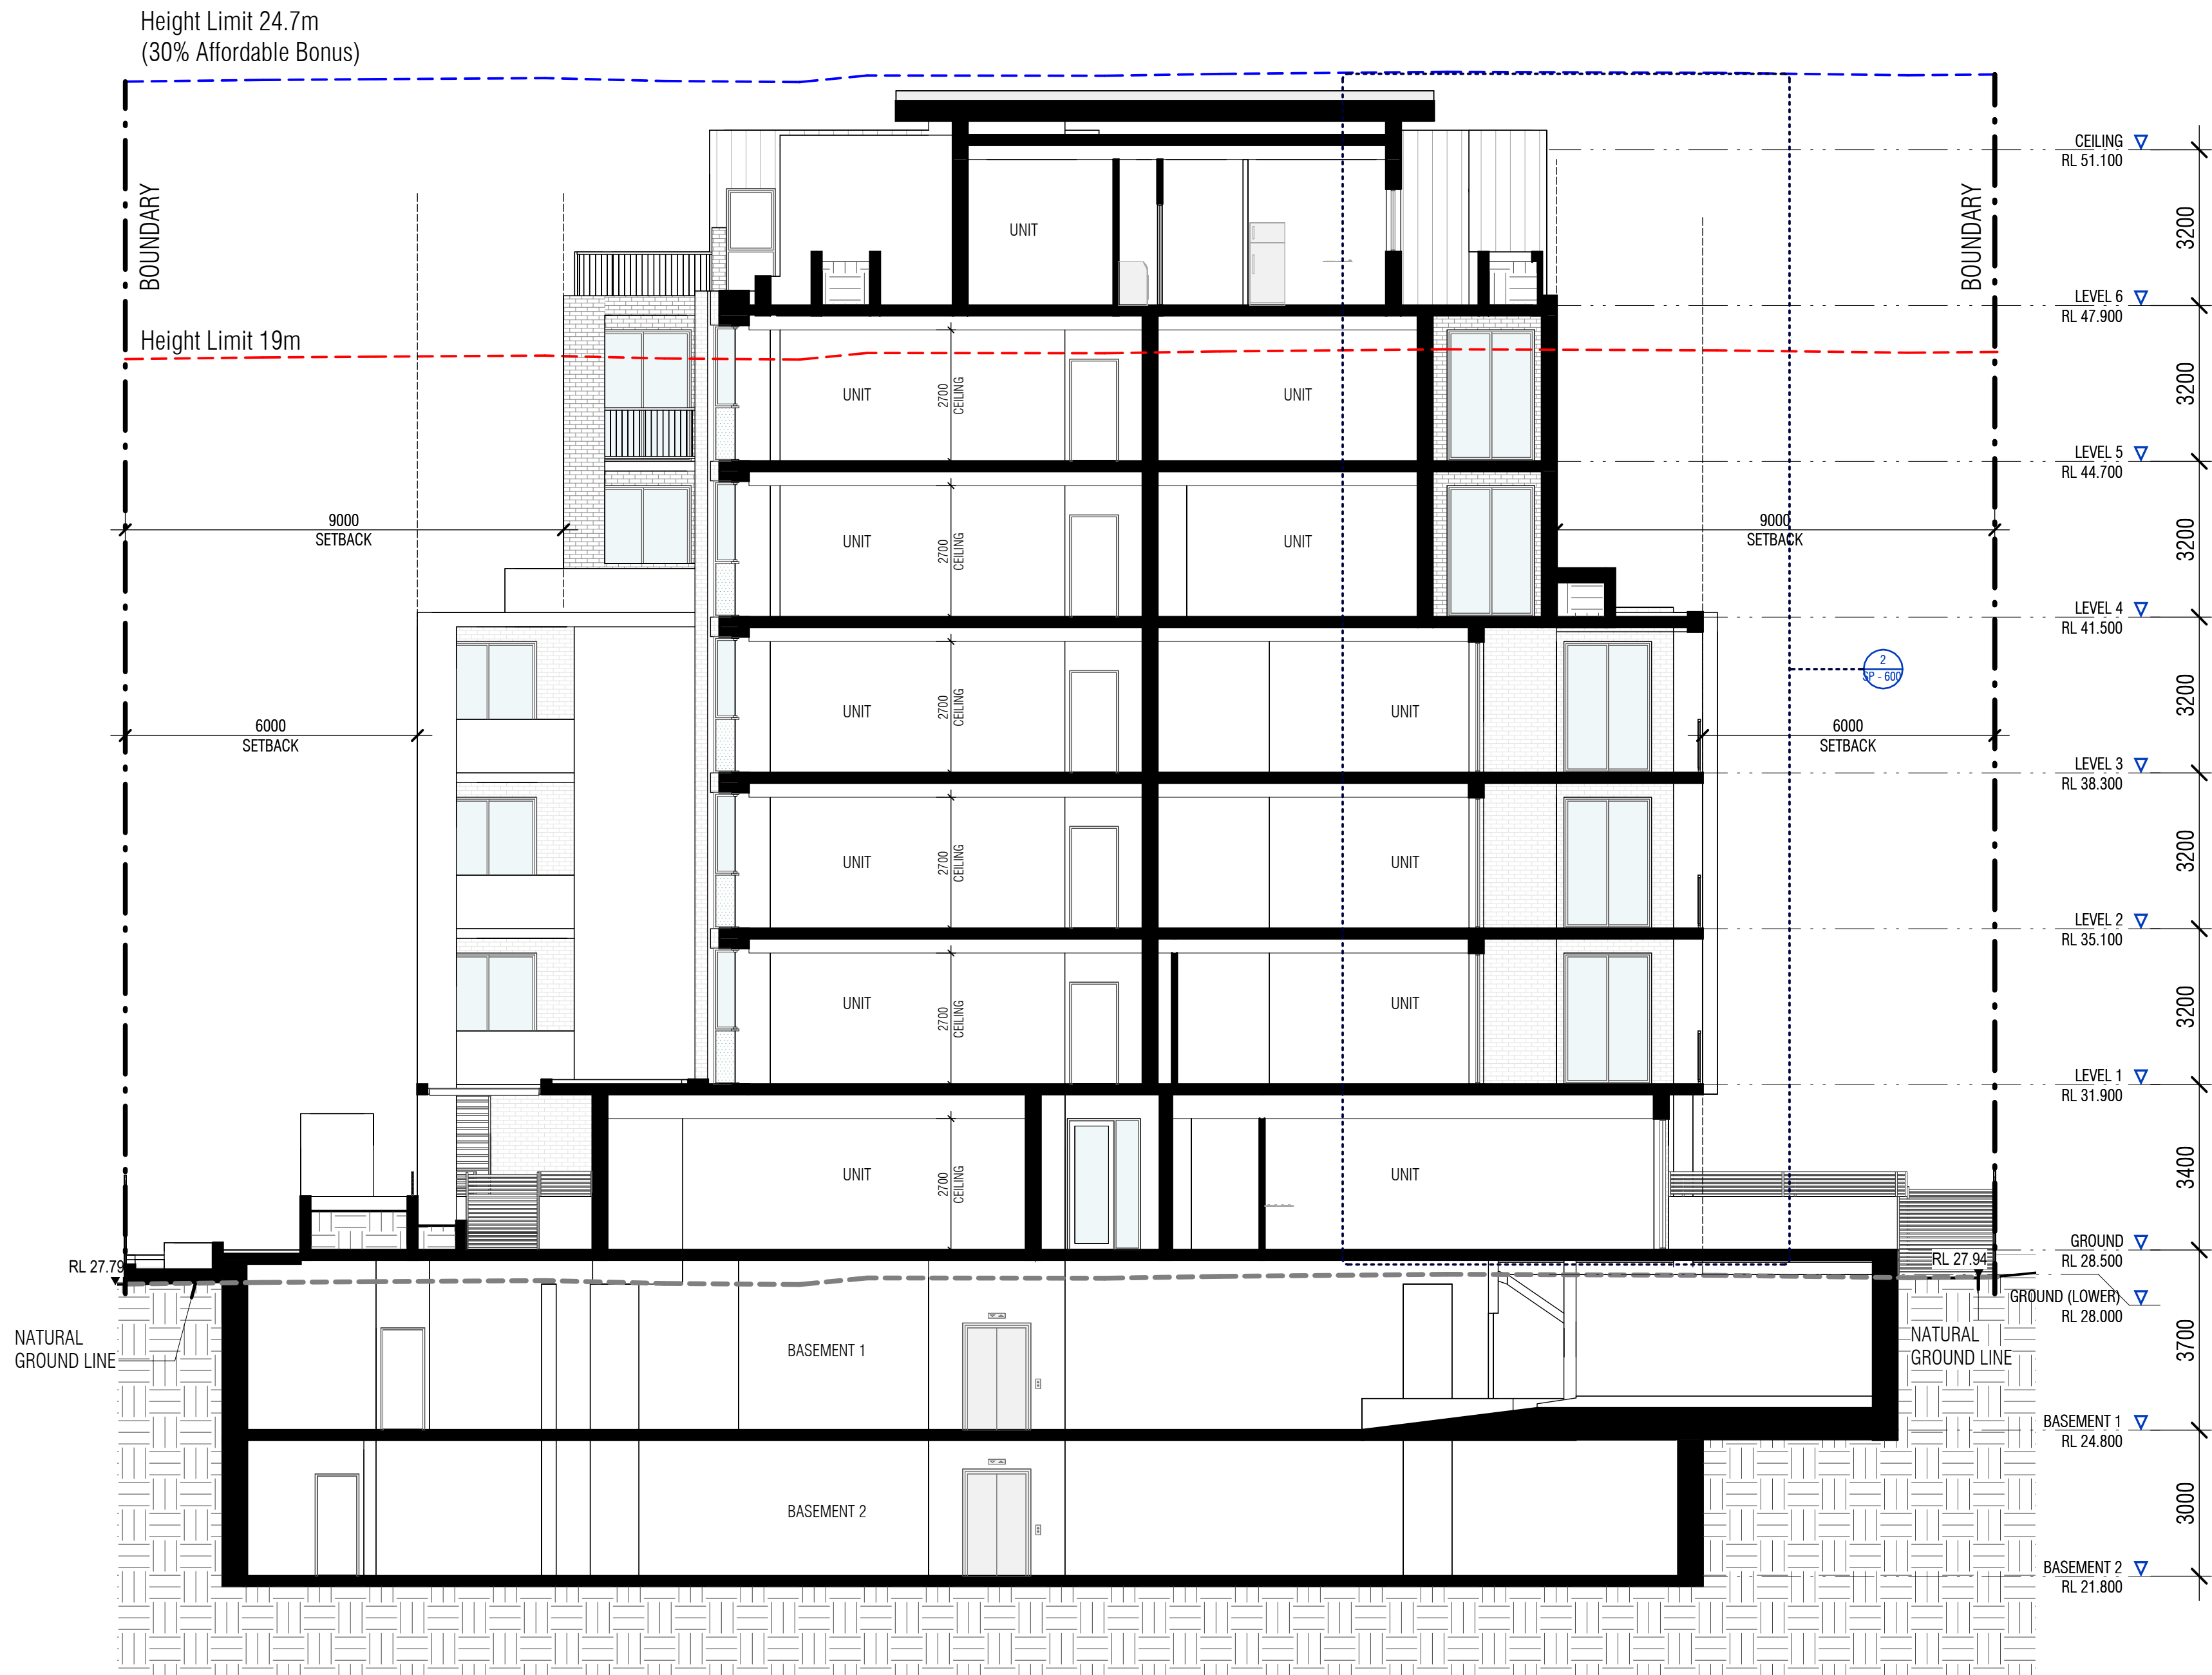 Height Limit 24.7m
(30% Affordable Bonus)
BOUNDARY
BOUNDARY
CEILING
RL 51.100
3200
UNIT
LEVEL 6
RL 47.900
Height Limit 19m
3200
UNIT
2700
CEILING
UNIT
LEVEL 5
RL 44.700
9000
SETBACK
UNIT
2700
CEILING
UNIT
9000
SETBACK
3200
LEVEL 4
RL 41.500
2
SP - 600
6000
SETBACK
UNIT
2700
CEILING
UNIT
6000
SETBACK
3200
LEVEL 3
RL 38.300
UNIT
2700
CEILING
UNIT
3200
LEVEL 2
RL 35.100
UNIT
2700
CEILING
UNIT
3200
LEVEL 1
RL 31.900
UNIT
2700
CEILING
UNIT
3400
GROUND
RL 28.500
RL 27.79
RL 27.94
GROUND (LOWER)
RL 28.000
NATURAL
GROUND LINE
BASEMENT 1
NATURAL
GROUND LINE
3700
BASEMENT 1
RL 24.800
BASEMENT 2
3000
BASEMENT 2
RL 21.800